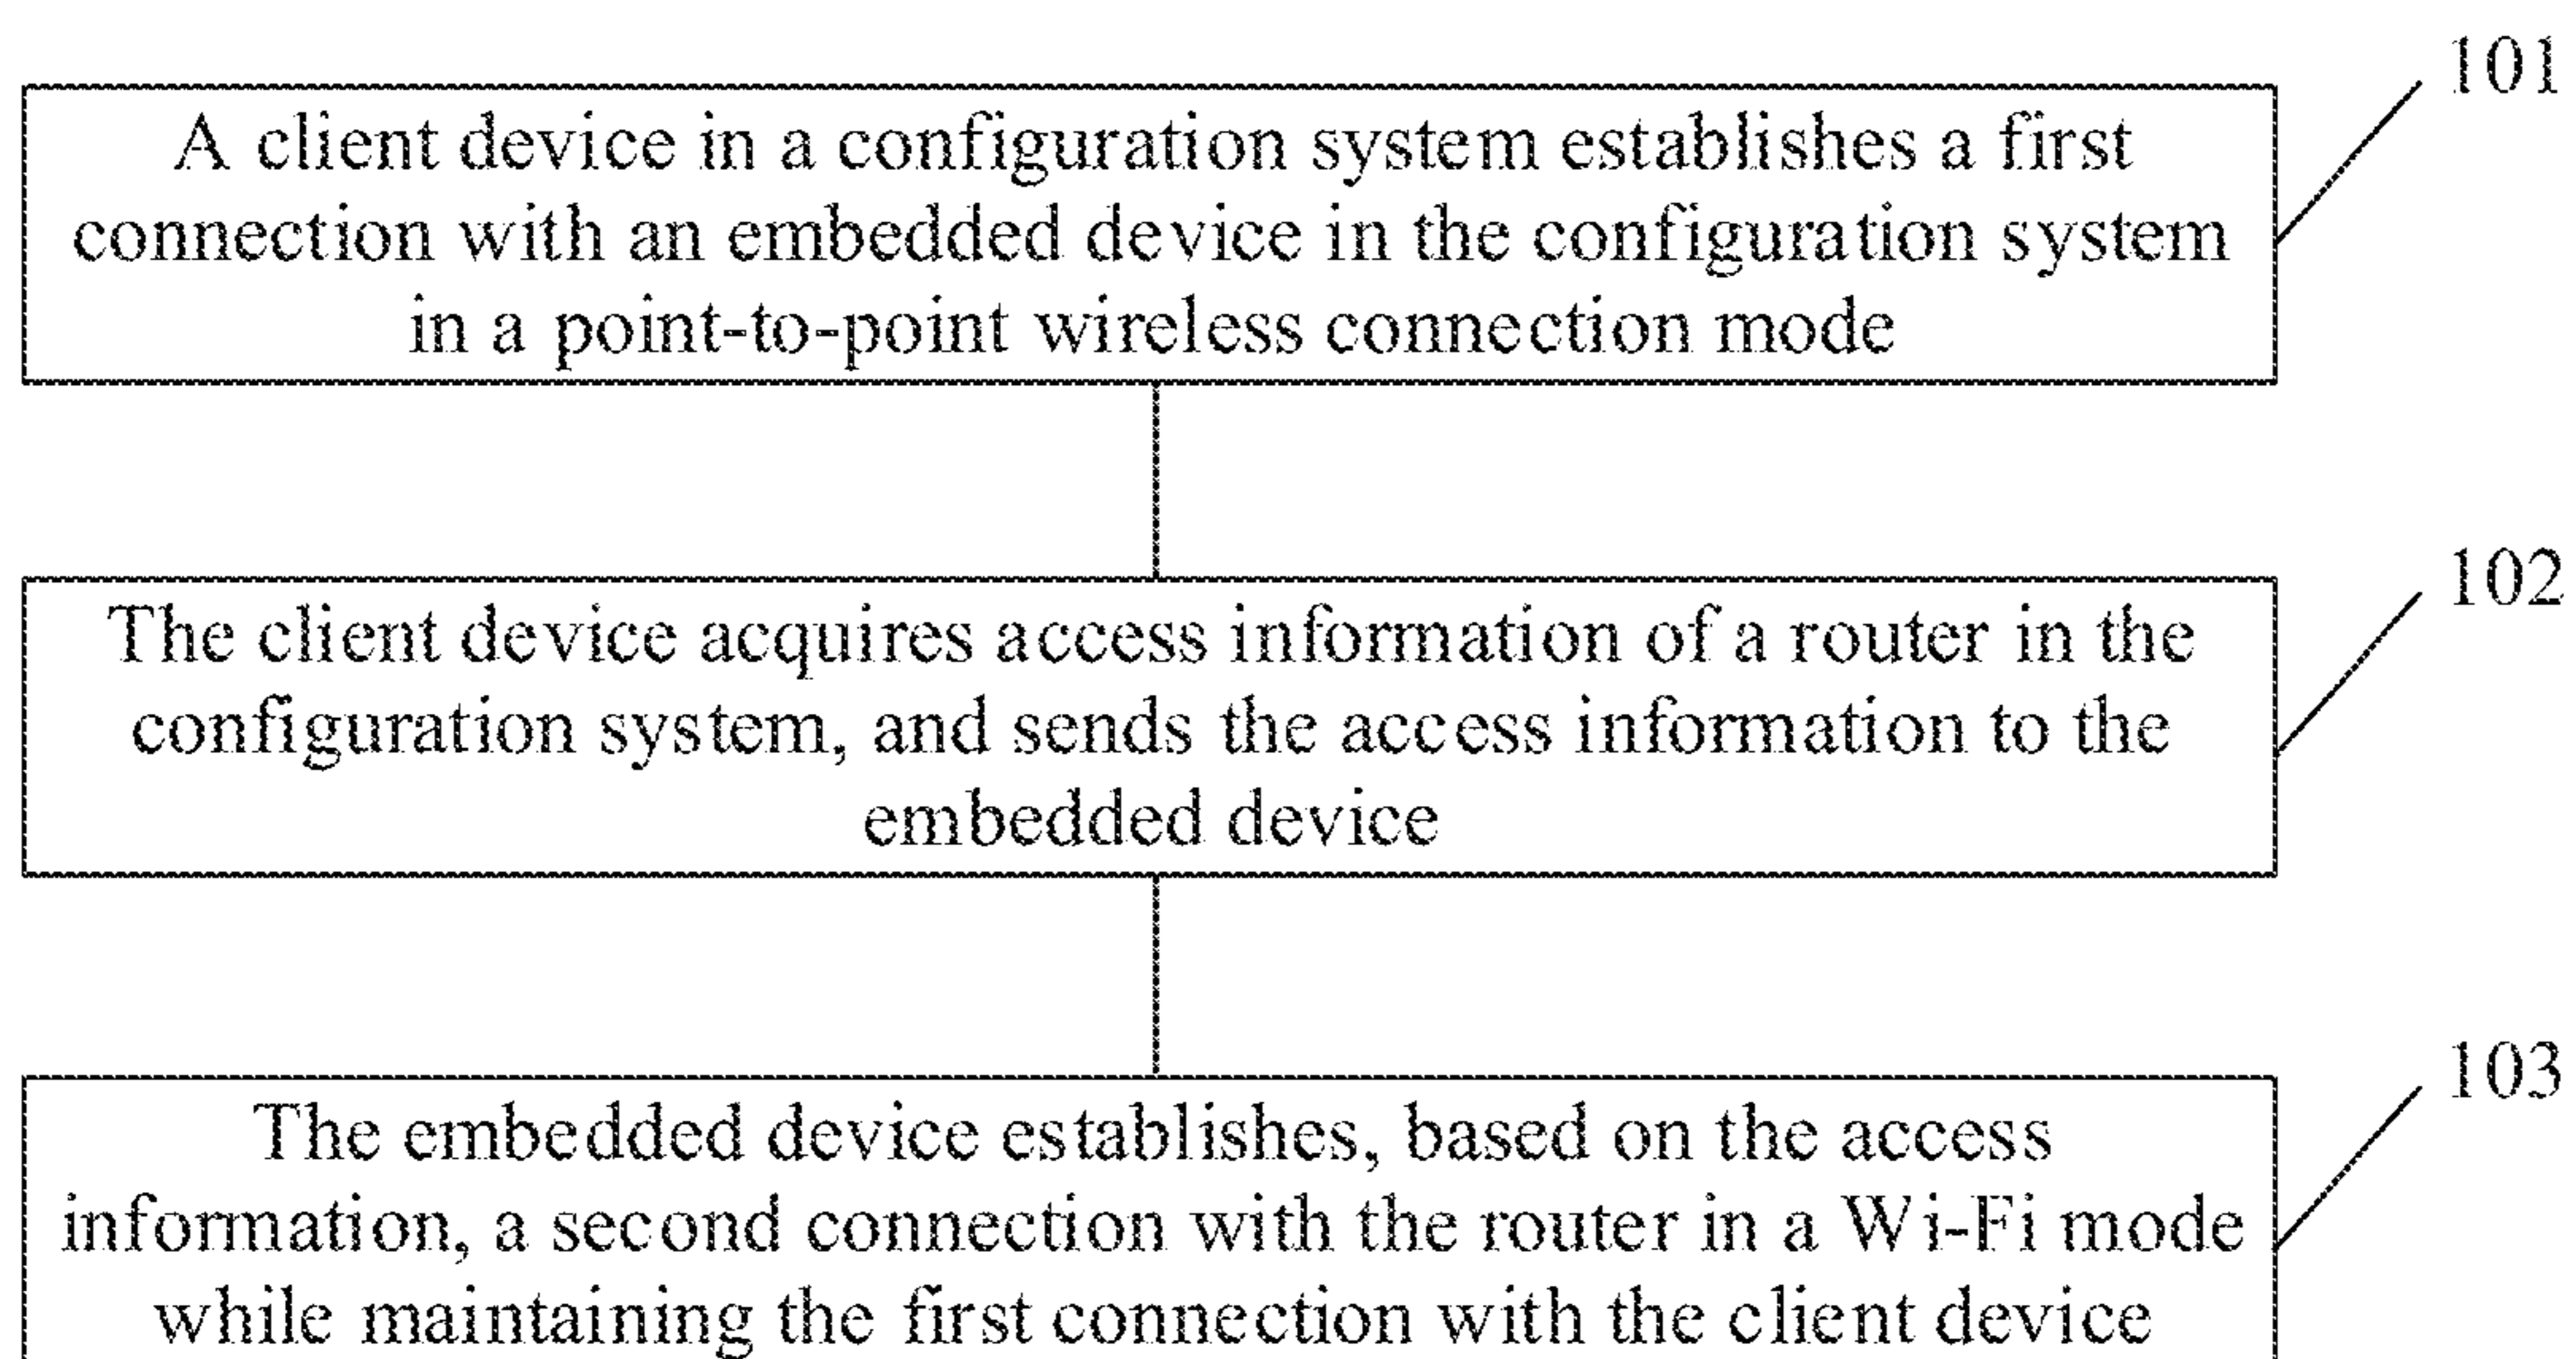 101
A client device in a configuration system establishes a first
connection with an embedded device in the configuration system
in a point-to-point wireless connection mode
102
The client device acquires access information of a router in the
configuration system, and sends the access information to the
embedded device
103
The embedded device establishes, based on the access
information, a second connection with the router in a Wi-Fi mode
while maintaining the first connection with the client device